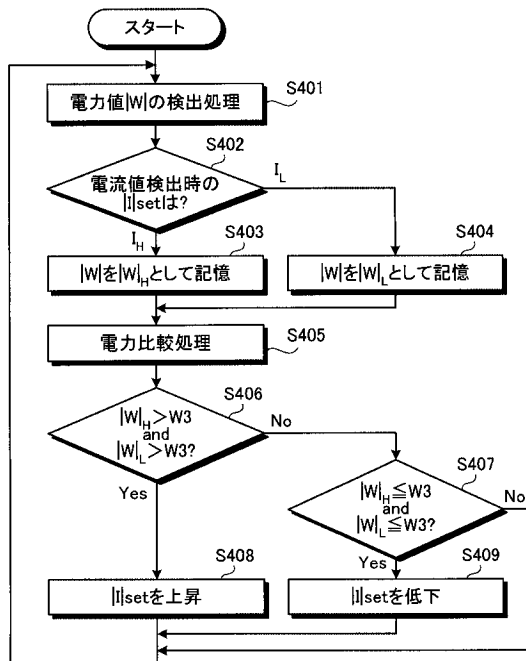 スタート
電力値|W|の検出処理
S401
S402
電流値検出時の
|I|setは?
I_L
I_H
S403
|W|を|W|_Hとして記憶
S404
|W|を|W|_Lとして記憶
電力比較処理
S405
S406
|W|_H>W3
and
|W|_L>W3?
No
Yes
S407
|W|_H≦W3
and
|W|_L≦W3?
No
Yes
S408
|I|setを上昇
S409
|I|setを低下